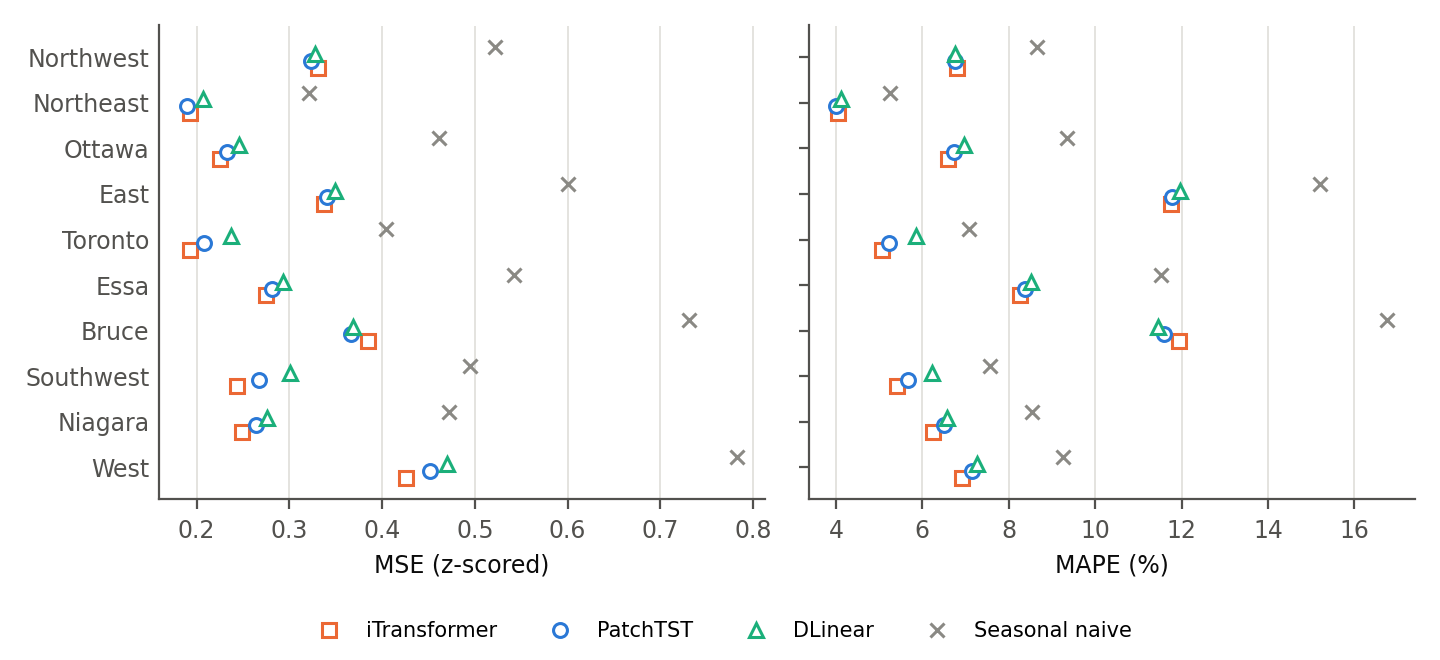 Northwest
Northeast
Ottawa
East
Toronto
Essa
Bruce
Southwest
Niagara
West
0.2 0.3 0.4 0.5 0.6 0.7 0.8
MSE (z-scored)
4 6 8 10 12 14 16
MAPE (%)
iTransformer PatchTST DLinear Seasonal naive